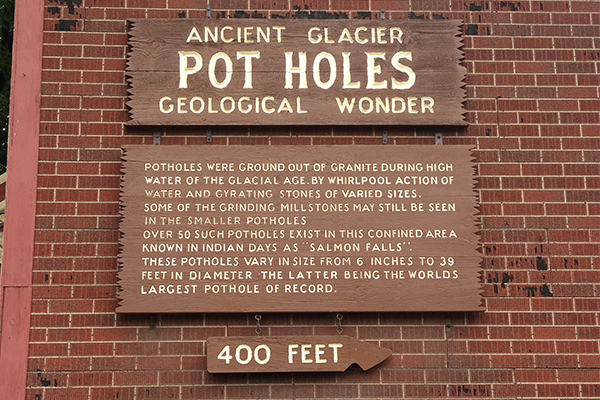 ANCIENT GLACIER
POT HOLES
GEOLOGICAL WONDER
POTHOLES WERE GROUND OUT OF GRANITE DURING HIGH
WATER OF THE GLACIAL AGE. BY WHIRLPOOL ACTION OF
WATER AND GYRATING STONES OF VARIED SIZES.
SOME OF THE GRINDING MILLSTONES MAY STILL BE SEEN
IN THE SMALLER POTHOLES
OVER 50 SUCH POTHOLES EXIST IN THIS CONFINED AREA
KNOWN IN INDIAN DAYS AS "SALMON FALLS".
THESE POTHOLES VARY IN SIZE FROM 6 INCHES TO 39
FEET IN DIAMETER THE LATTER BEING THE WORLDS
LARGEST POTHOLE OF RECORD.
400 FEET